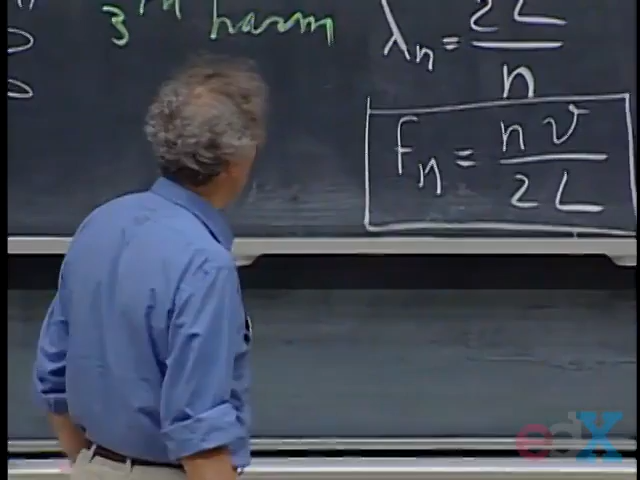 3rd harm
λn = 2L/n
fn = nv/2L
edX